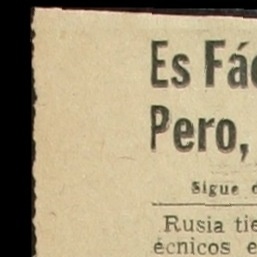 Es Fác
Pero,
Sigue d
Rusia tie
écnicos e